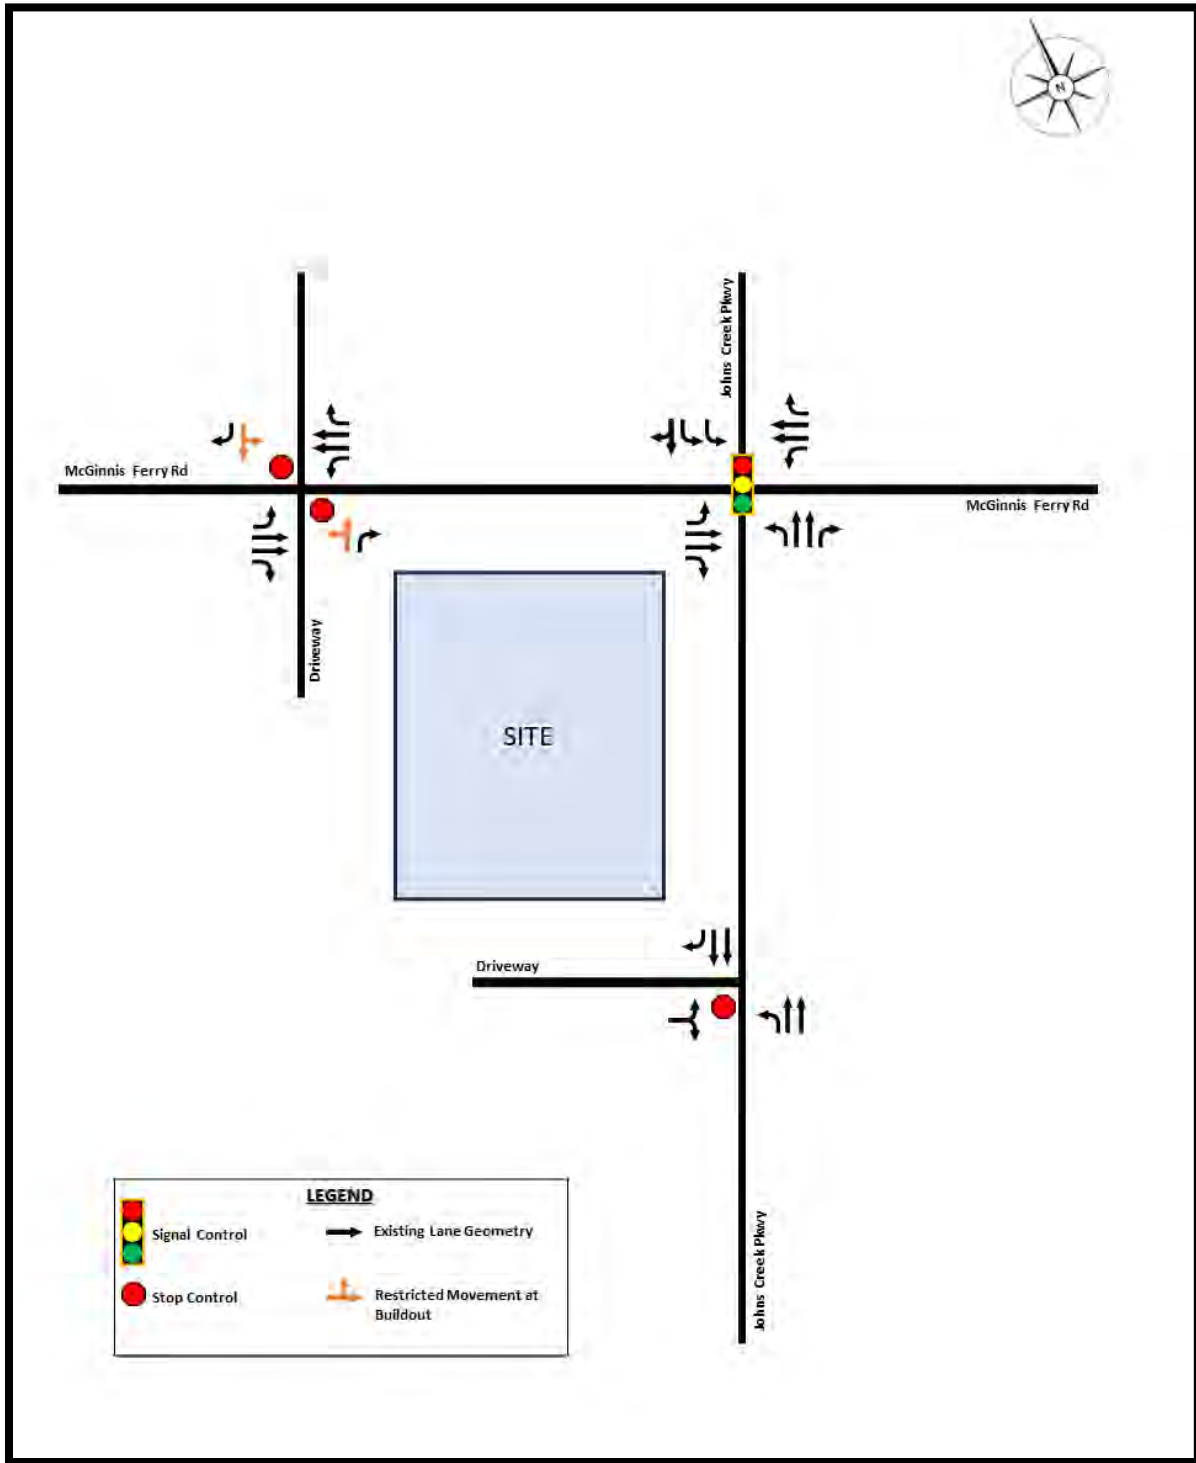 N
Johns Creek Pkwy
McGinnis Ferry Rd
McGinnis Ferry Rd
Driveway
SITE
Driveway
LEGEND
Signal Control
Existing Lane Geometry
Stop Control
Restricted Movement at
Buildout
Johns Creek Pkwy